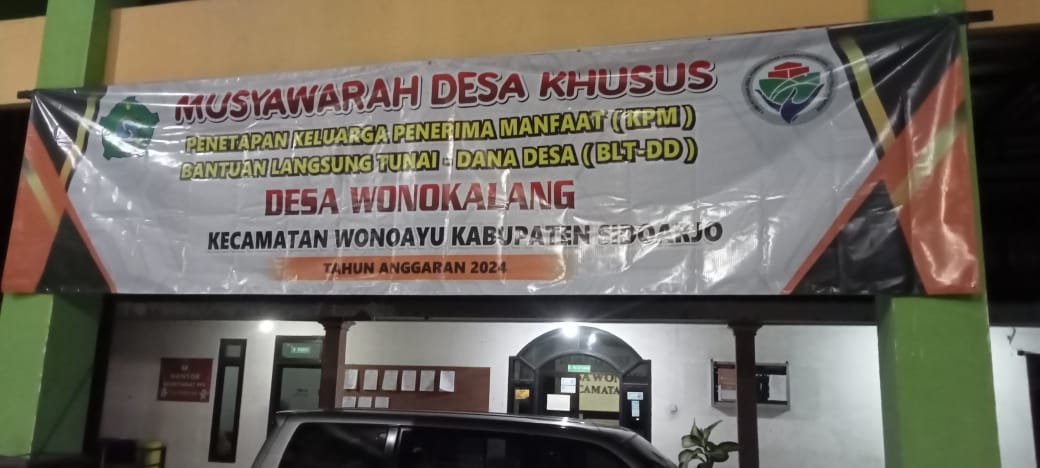 MUSYAWARAH DESA KHUSUS
PENETAPAN KELUARGA PENERIMA MANFAAT ( KPM )
BANTUAN LANGSUNG TUNAI - DANA DESA ( BLT-DD )
DESA WONOKALANG
KECAMATAN WONOAYU KABUPATEN SIDOARJO
TAHUN ANGGARAN 2024
KANTOR